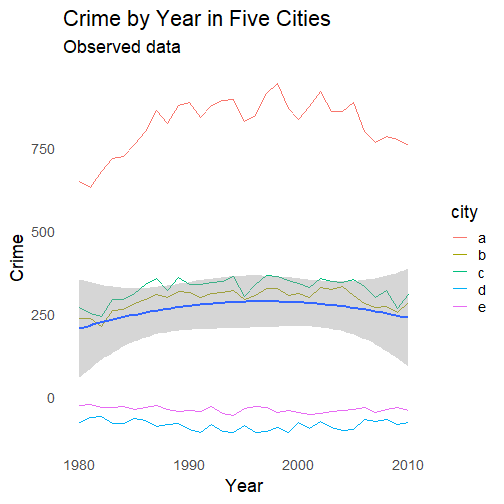 Crime by Year in Five Cities
Observed data
750
500
250
0
Crime
1980
1990
2000
2010
Year
city
a
b
c
d
e